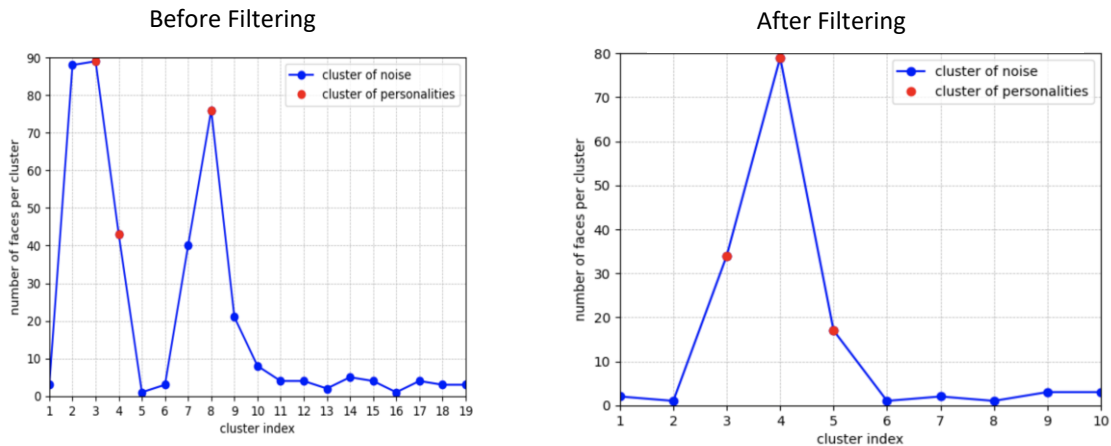 Before Filtering
90
80
70
60
50
40
30
20
10
0
number of faces per cluster
cluster of noise
cluster of personalities
1 2 3 4 5 6 7 8 9 10 11 12 13 14 15 16 17 18 19
cluster index
After Filtering
80
70
60
50
40
30
20
10
0
number of faces per cluster
cluster of noise
cluster of personalities
1 2 3 4 5 6 7 8 9 10
cluster index